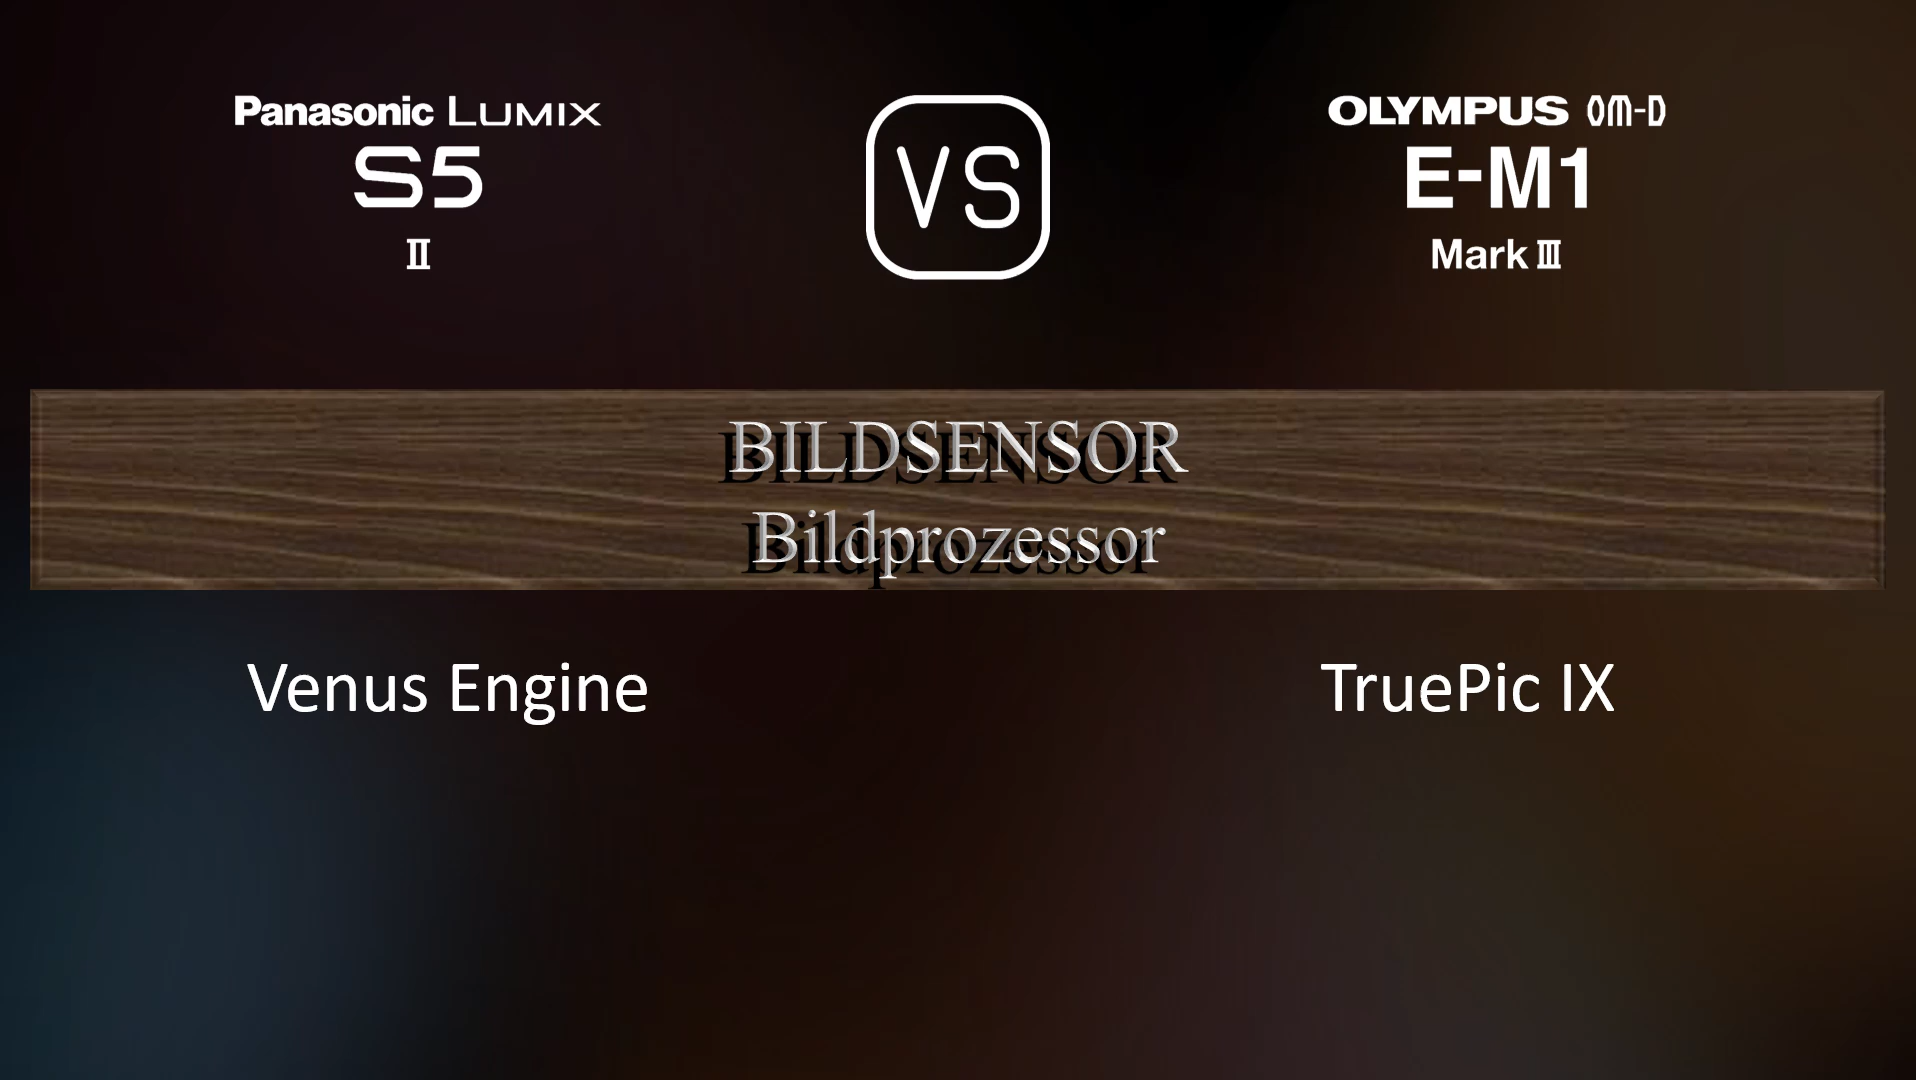 Panasonic LUMIX
S5
II
VS
OLYMPUS OM-D
E-M1
Mark III
BILDSENSOR
Bildprozessor
Venus Engine
TruePic IX